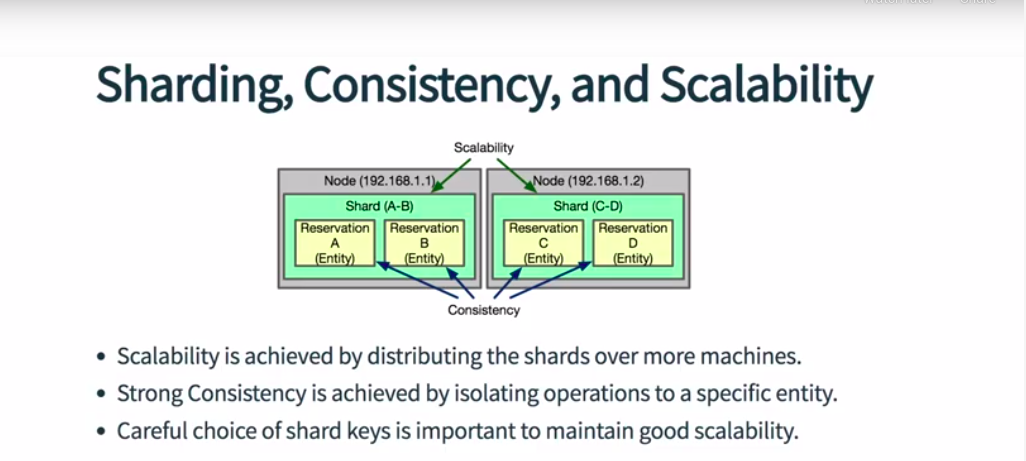 Sharding, Consistency, and Scalability
Scalability
Node (192.168.1.1)
Node (192.168.1.2)
Shard (A-B)
Shard (C-D)
Reservation
A
(Entity)
Reservation
B
(Entity)
Reservation
C
(Entity)
Reservation
D
(Entity)
Consistency
• Scalability is achieved by distributing the shards over more machines.
• Strong Consistency is achieved by isolating operations to a specific entity.
• Careful choice of shard keys is important to maintain good scalability.